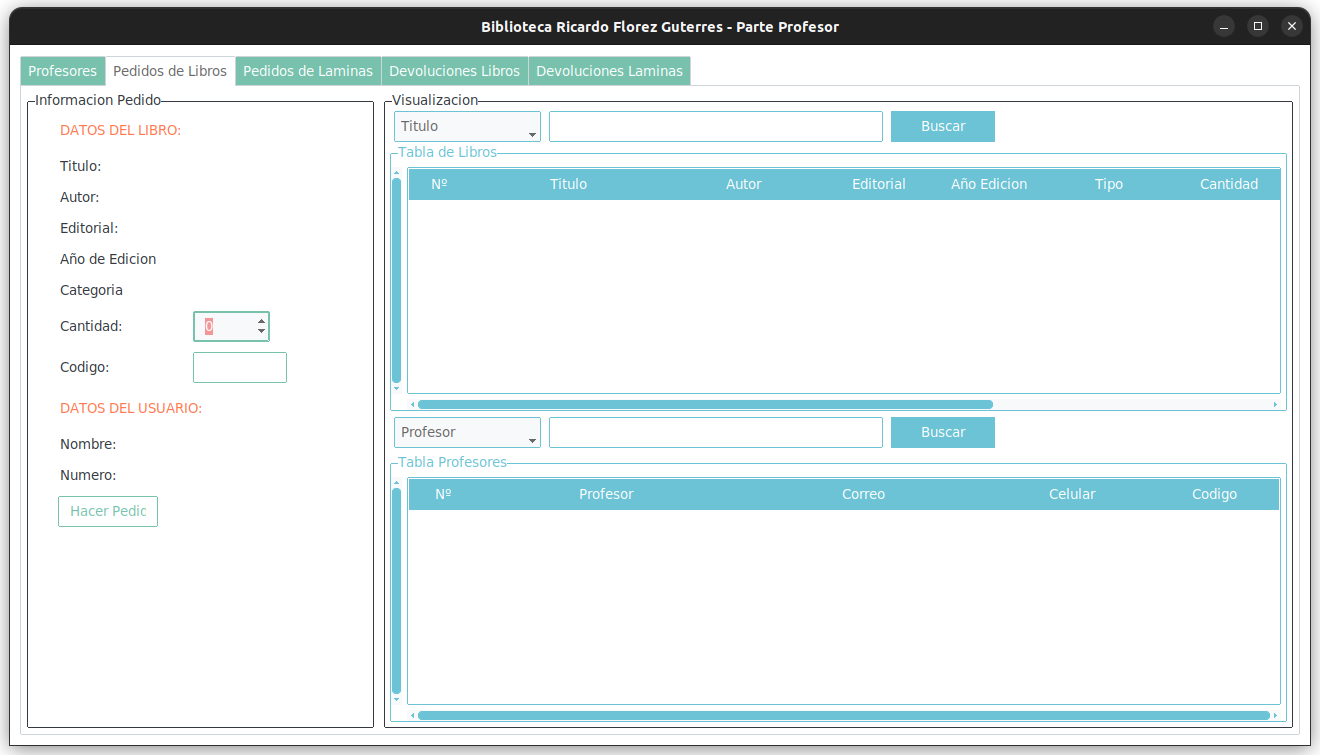 Biblioteca Ricardo Florez Guterres - Parte Profesor
Profesores Pedidos de Libros Pedidos de Laminas Devoluciones Libros Devoluciones Laminas
Informacion Pedido
DATOS DEL LIBRO:
Titulo:
Autor:
Editorial:
Año de Edicion
Categoria
Cantidad: 0
Codigo:
DATOS DEL USUARIO:
Nombre:
Numero:
Hacer Pedic
Visualizacion
Titulo Buscar
Tabla de Libros
Nº Titulo Autor Editorial Año Edicion Tipo Cantidad
Profesor Buscar
Tabla Profesores
Nº Profesor Correo Celular Codigo